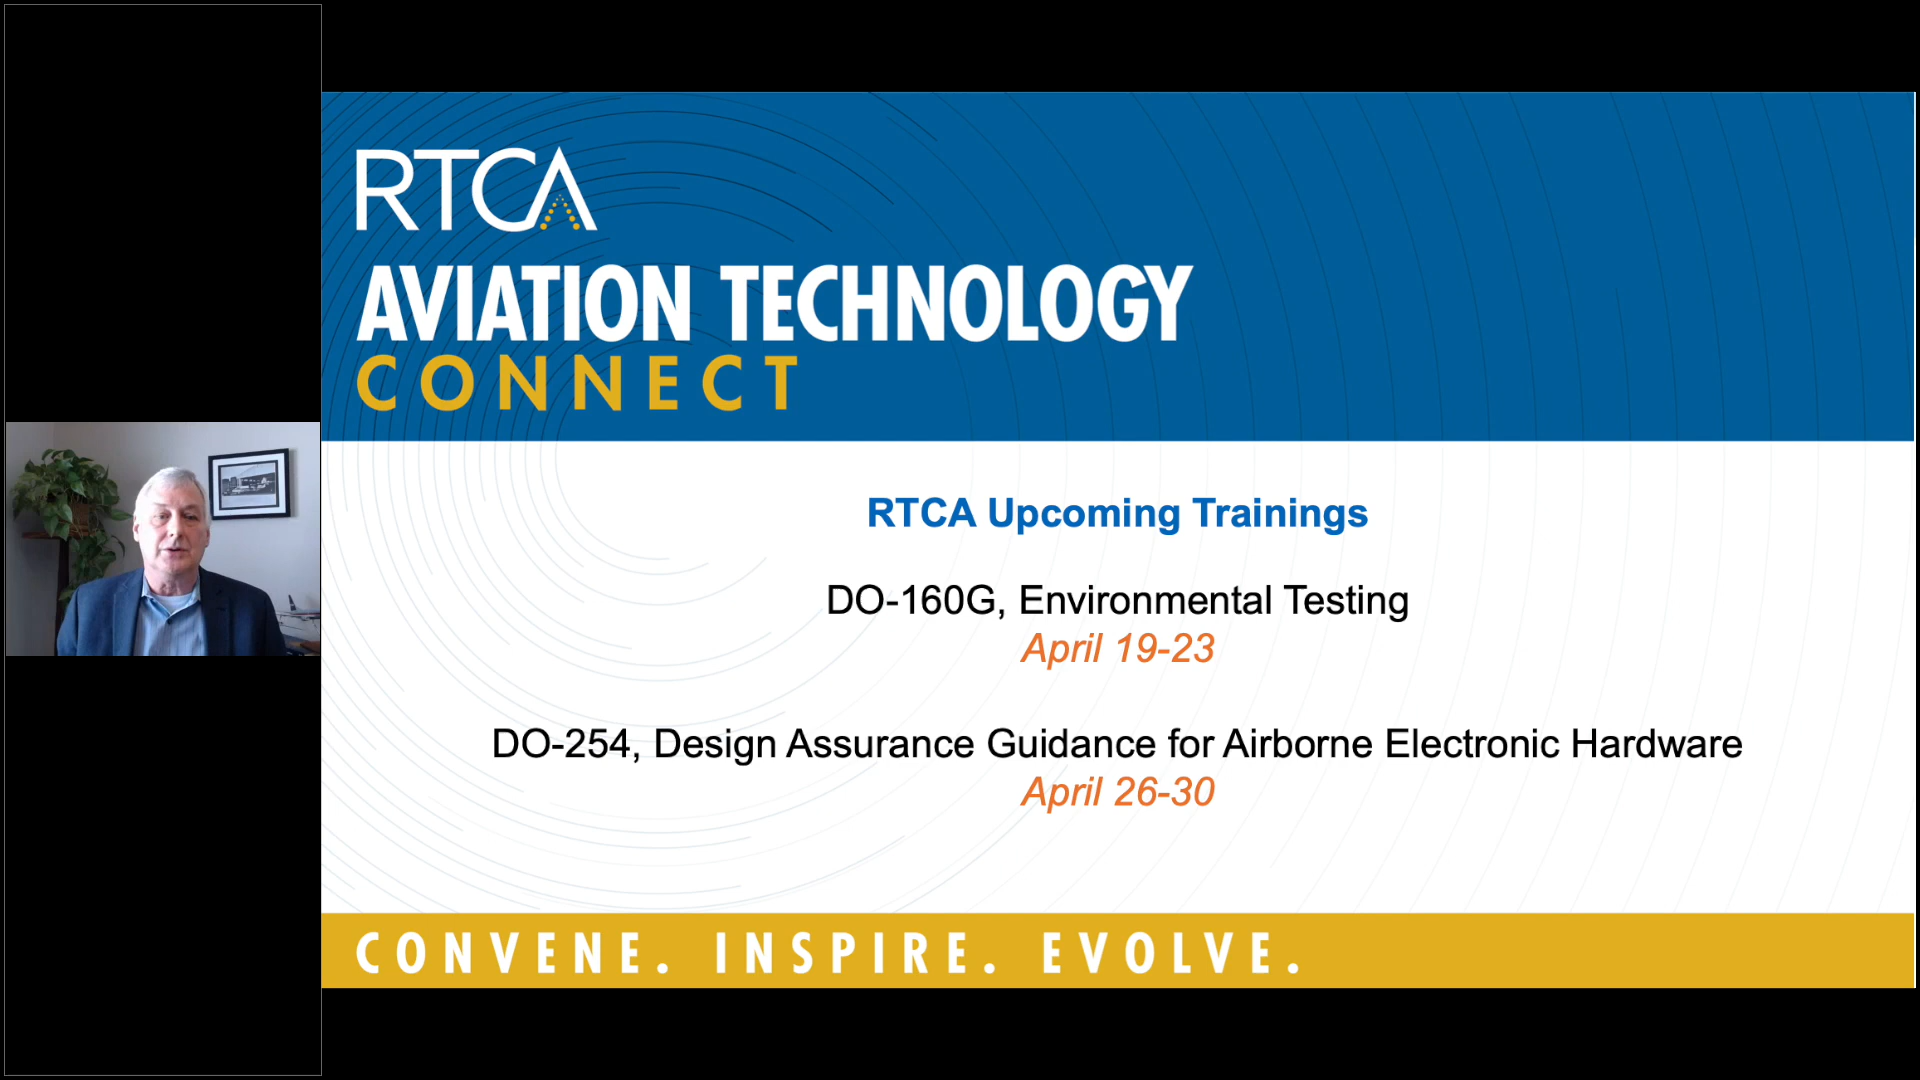 RTCA
AVIATION TECHNOLOGY
CONNECT
RTCA Upcoming Trainings
DO-160G, Environmental Testing
April 19-23
DO-254, Design Assurance Guidance for Airborne Electronic Hardware
April 26-30
CONVENE. INSPIRE. EVOLVE.